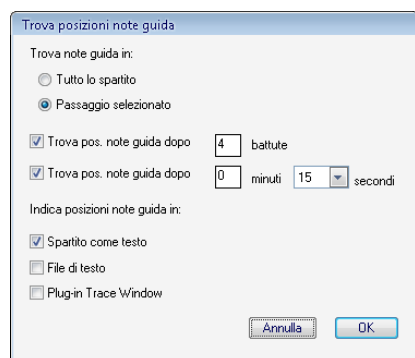 Trova posizioni note guida
Trova note guida in:
Tutto lo spartito
Passaggio selezionato
Trova pos. note guida dopo 4 battute
Trova pos. note guida dopo 0 minuti 15 secondi
Indica posizioni note guida in:
Spartito come testo
File di testo
Plug-in Trace Window
Annulla OK